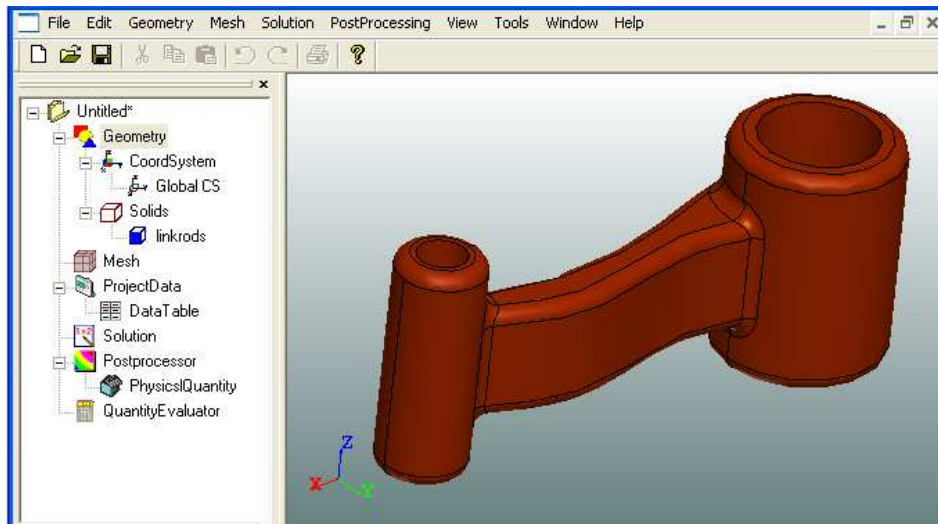 File Edit Geometry Mesh Solution PostProcessing View Tools Window Help
Untitled*
Geometry
CoordSystem
Global CS
Solids
linkrods
Mesh
ProjectData
DataTable
Solution
Postprocessor
PhysicslQuantity
QuantityEvaluator
Z
X
Y